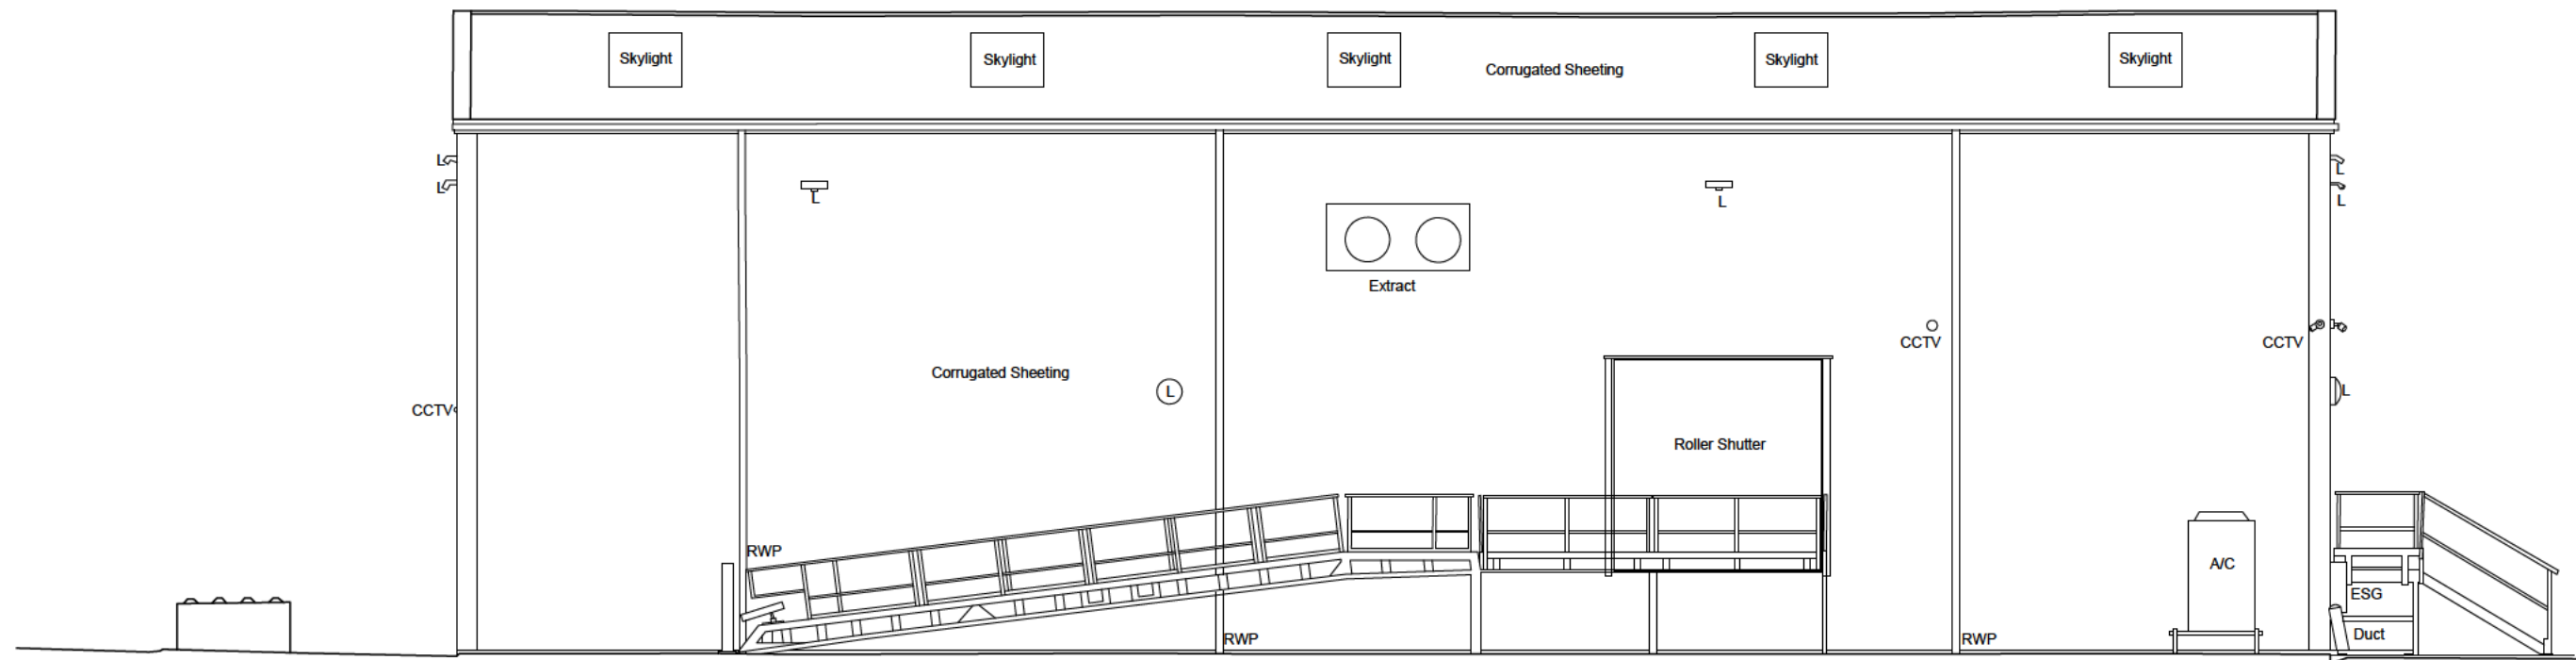 Skylight
Skylight
Skylight
Corrugated Sheeting
Skylight
Skylight
L
L
L
L
L
L
Extract
CCTV
CCTV
Corrugated Sheeting
L
L
CCTV
Roller Shutter
RWP
A/C
ESG
RWP
RWP
Duct